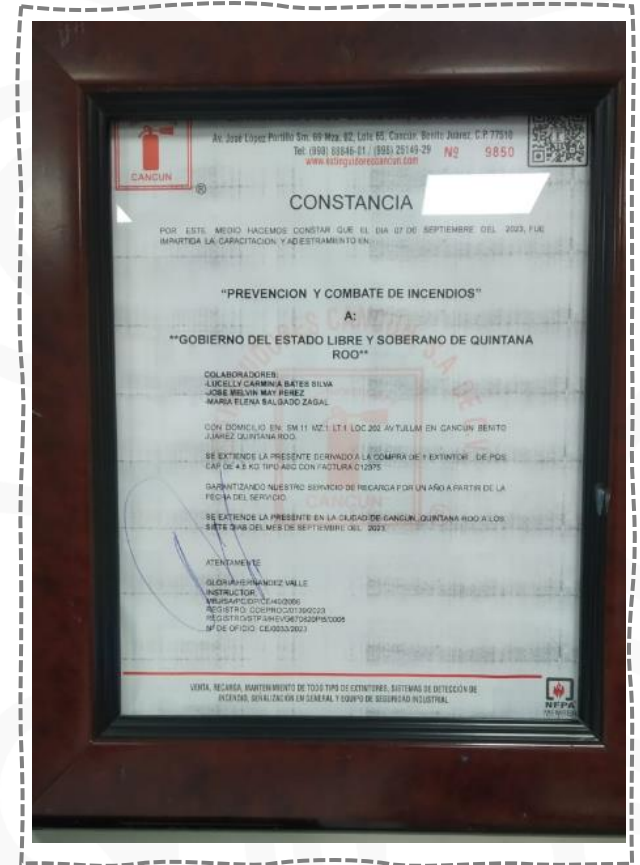 Av. José López Portillo Sm. 99 Mza. 82, Lote 65, Cancún, Benito Juárez, C.P. 77510
Tel: (998) 88846-01 / (998) 25149-29 Nº 9850
www.extinguidorescancun.com
CANCUN
®
CONSTANCIA
POR ESTE MEDIO HACEMOS CONSTAR QUE EL DIA 07 DE SEPTIEMBRE DEL 2023, FUE
IMPARTIDA LA CAPACITACION Y ADIESTRAMIENTO EN:
"PREVENCION Y COMBATE DE INCENDIOS"
A:
**GOBIERNO DEL ESTADO LIBRE Y SOBERANO DE QUINTANA
ROO**
COLABORADORES:
-LUCELLY CARMINIA BATES SILVA
-JOSE MELVIN MAY PEREZ
-MARIA ELENA SALGADO ZAGAL
CON DOMICILIO EN: SM.11 MZ.1 LT.1 LOC.202 AV.TULUM EN CANCUN BENITO
JUAREZ QUINTANA ROO.
SE EXTIENDE LA PRESENTE DERIVADO A LA COMPRA DE 1 EXTINTOR DE PQS
CAP DE 4.5 KG TIPO ABC CON FACTURA C12375
GARANTIZANDO NUESTRO SERVICIO DE RECARGA POR UN AÑO A PARTIR DE LA
FECHA DEL SERVICIO.
SE EXTIENDE LA PRESENTE EN LA CIUDAD DE CANCUN, QUINTANA ROO A LOS
SIETE DIAS DEL MES DE SEPTIEMBRE DEL 2023.
ATENTAMENTE
GLORIA HERNANDEZ VALLE
INSTRUCTOR
REGISTRO: COEPROC/0139/2023
Nº DE OFICIO: CE/0033/2023
VENTA, RECARGA, MANTENIMIENTO DE TODO TIPO DE EXTINTORES, SISTEMAS DE DETECCIÓN DE
INCENDIO, SEÑALIZACIÓN EN GENERAL Y EQUIPO DE SEGURIDAD INDUSTRIAL.
NFPA